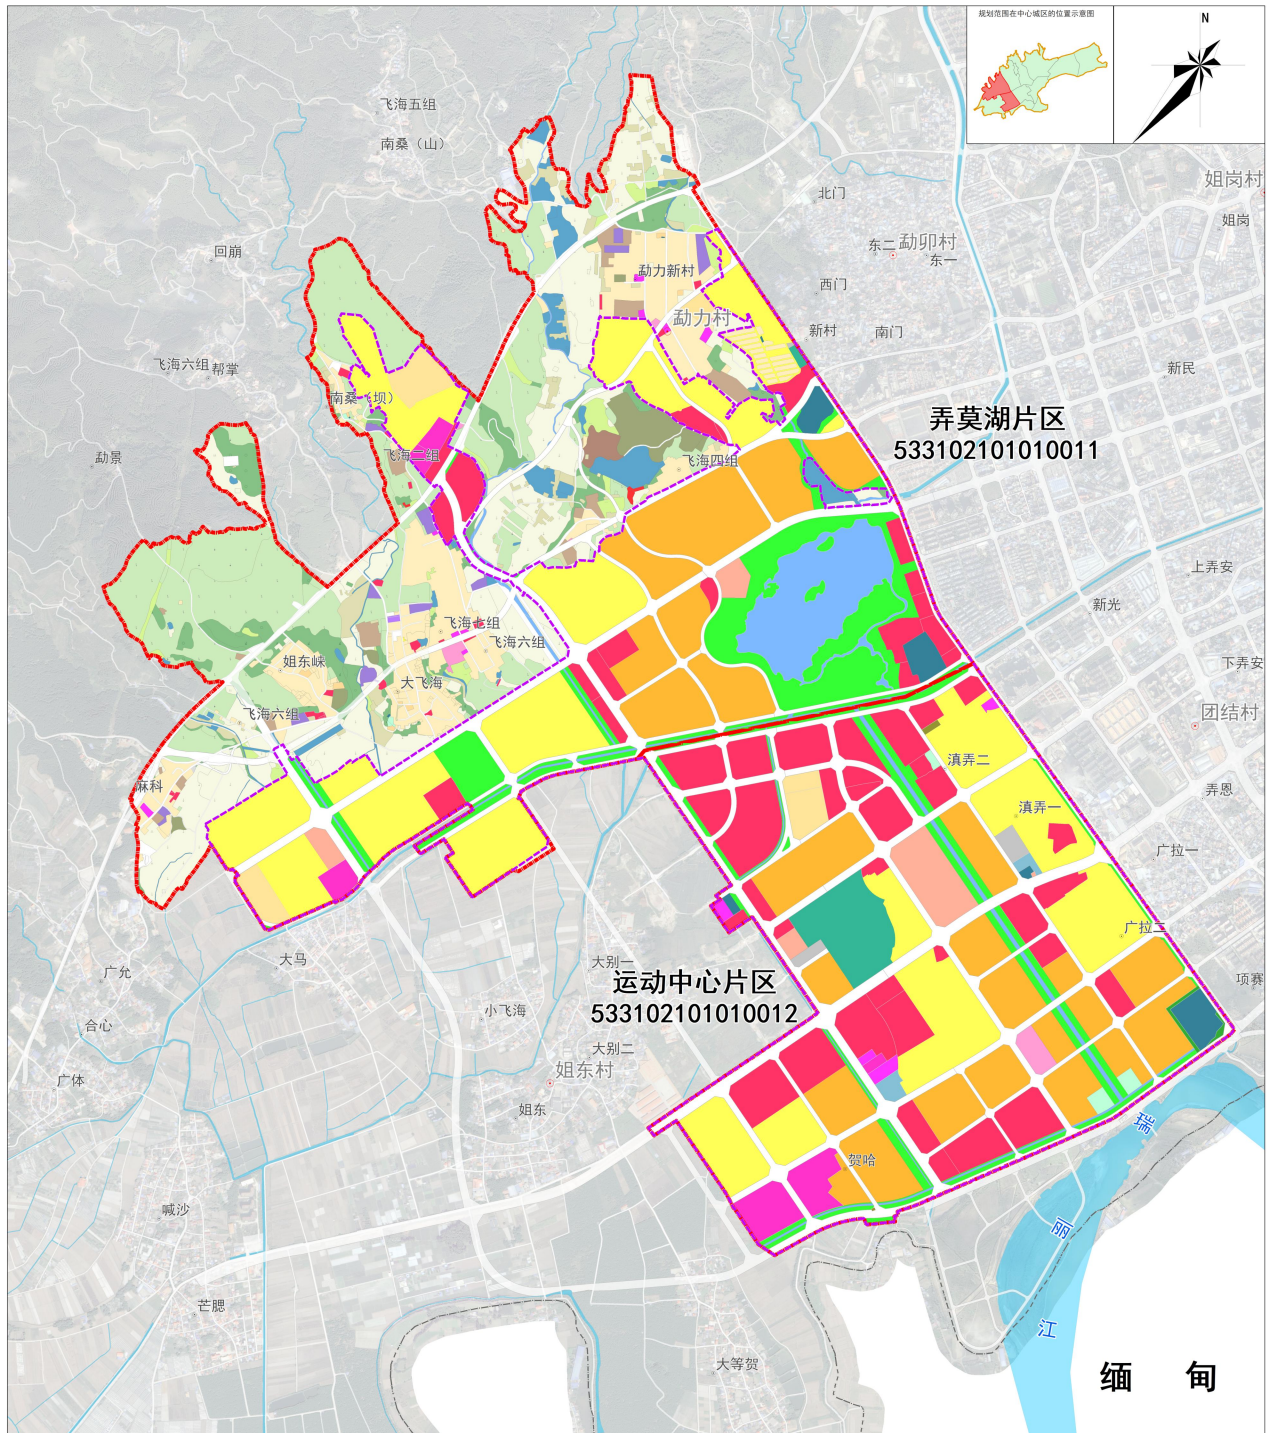 规划范围在中心城区的位置示意图
N
飞海五组
南桑（山）
北门
姐岗村
姐岗
回崩
东二
勐卯村
东一
勐力新村
西门
勐力村
新村
南门
飞海六组
帮掌
新民
南桑（坝）
弄莫湖片区
533102101010011
勐景
飞海二组
飞海四组
上弄安
新光
飞海七组
飞海六组
姐东崃
下弄安
大飞海
飞海六组
团结村
滇弄二
麻科
弄恩
滇弄一
广拉一
广拉二
大马
大别一
广允
运动中心片区
533102101010012
项赛
小飞海
合心
大别二
姐东村
广体
姐东
瑞
贺哈
喊沙
丽
芒腮
江
大等贺
缅甸